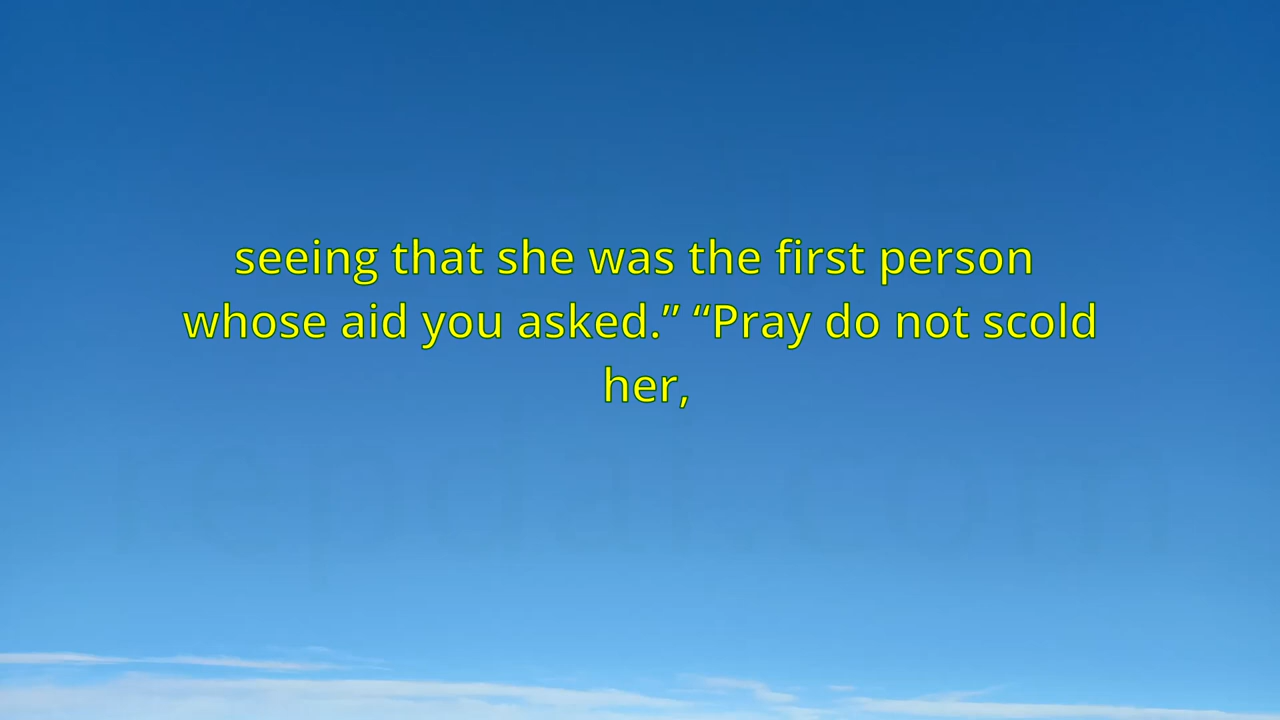 seeing that she was the first person
whose aid you asked.” “Pray do not scold
her,